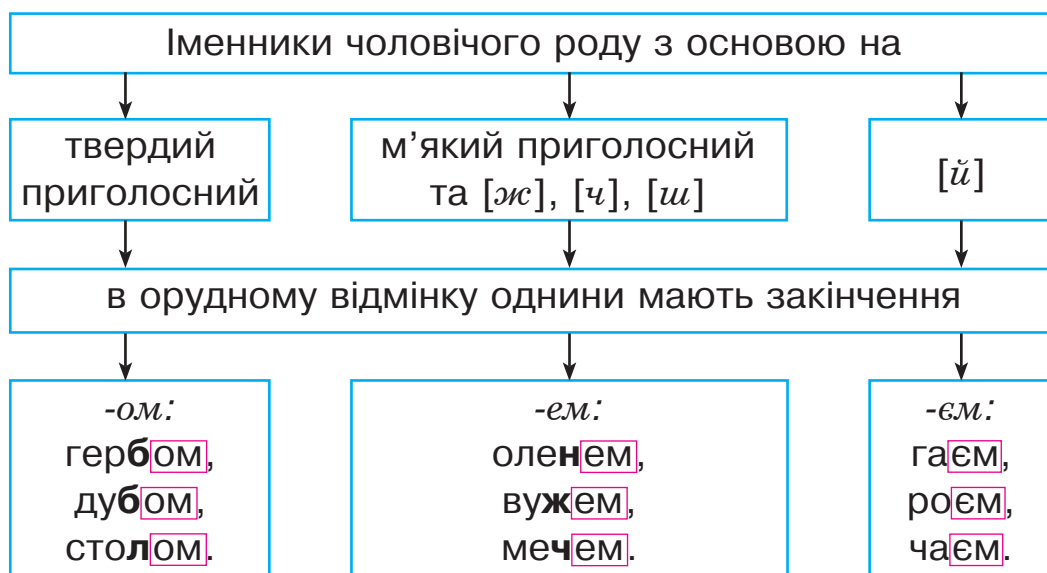 Іменники чоловічого роду з основою на
твердий
приголосний
м’який приголосний
та [ж], [ч], [ш]
[й]
в орудному відмінку однини мають закінчення
-ом:
гербом,
дубом,
столом.
-ем:
оленем,
вужем,
мечем.
-єм:
гаєм,
роєм,
чаєм.